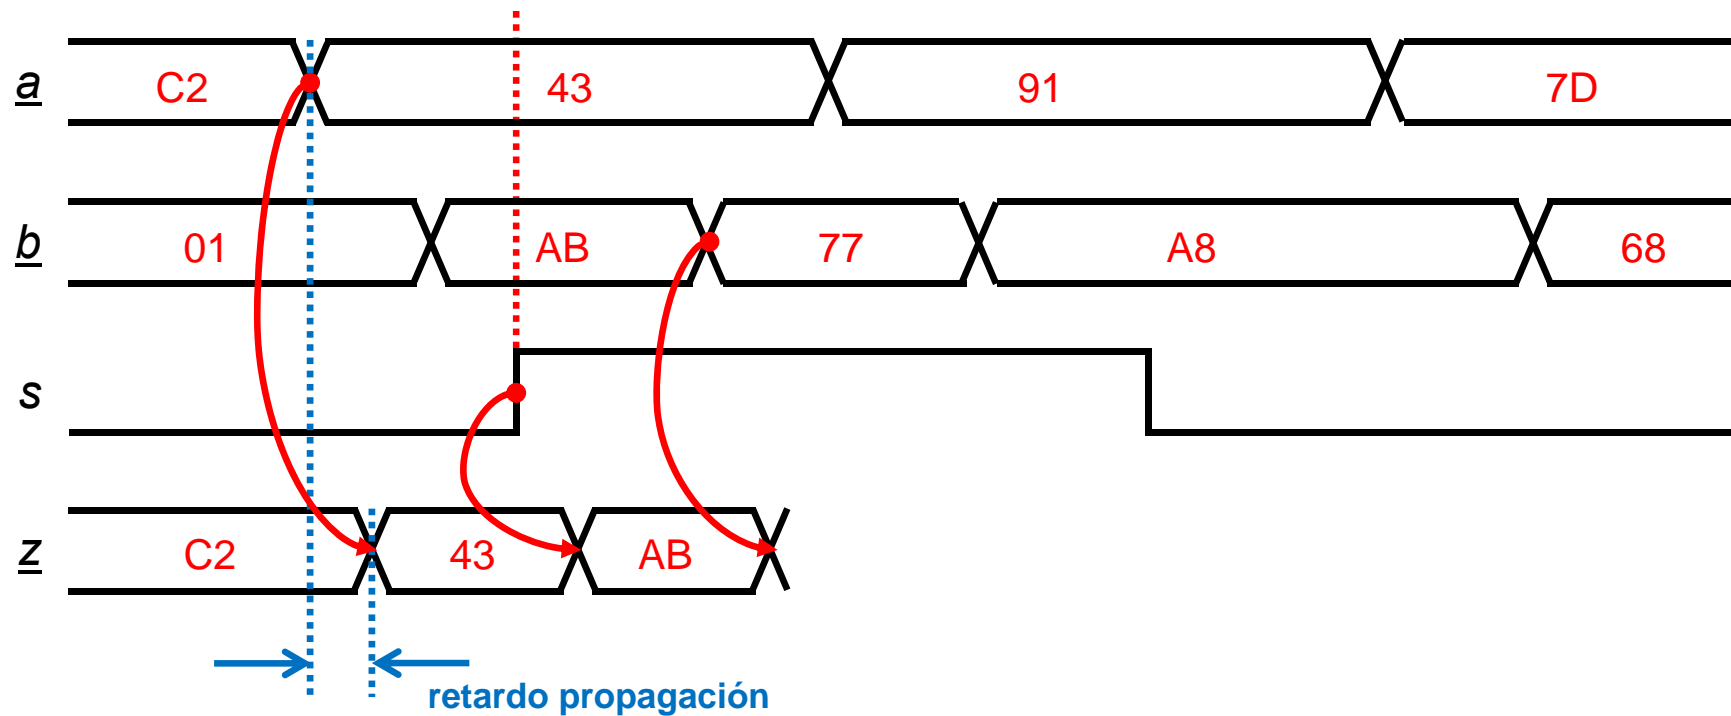 a C2 43 91 7D
b 01 AB 77 A8 68
s
z C2 43 AB
retardo propagación